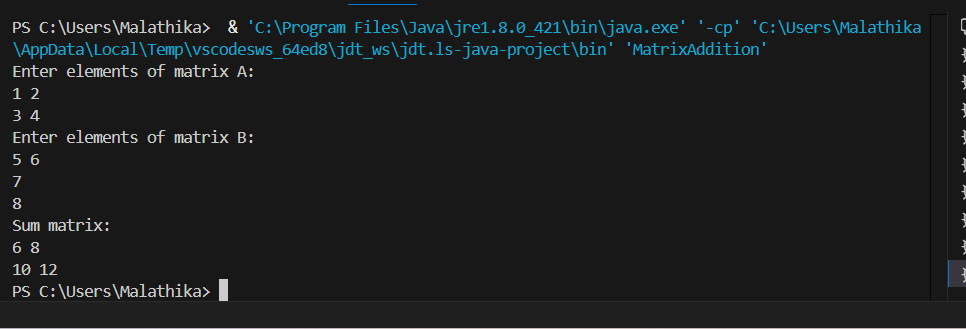 PS C:\Users\Malathika>  & 'C:\Program Files\Java\jre1.8.0_421\bin\java.exe' '-cp' 'C:\Users\Malathika
\AppData\Local\Temp\vscodesws_64ed8\jdt_ws\jdt.ls-java-project\bin' 'MatrixAddition'
Enter elements of matrix A:
1 2
3 4
Enter elements of matrix B:
5 6
7
8
Sum matrix:
6 8
10 12
PS C:\Users\Malathika>